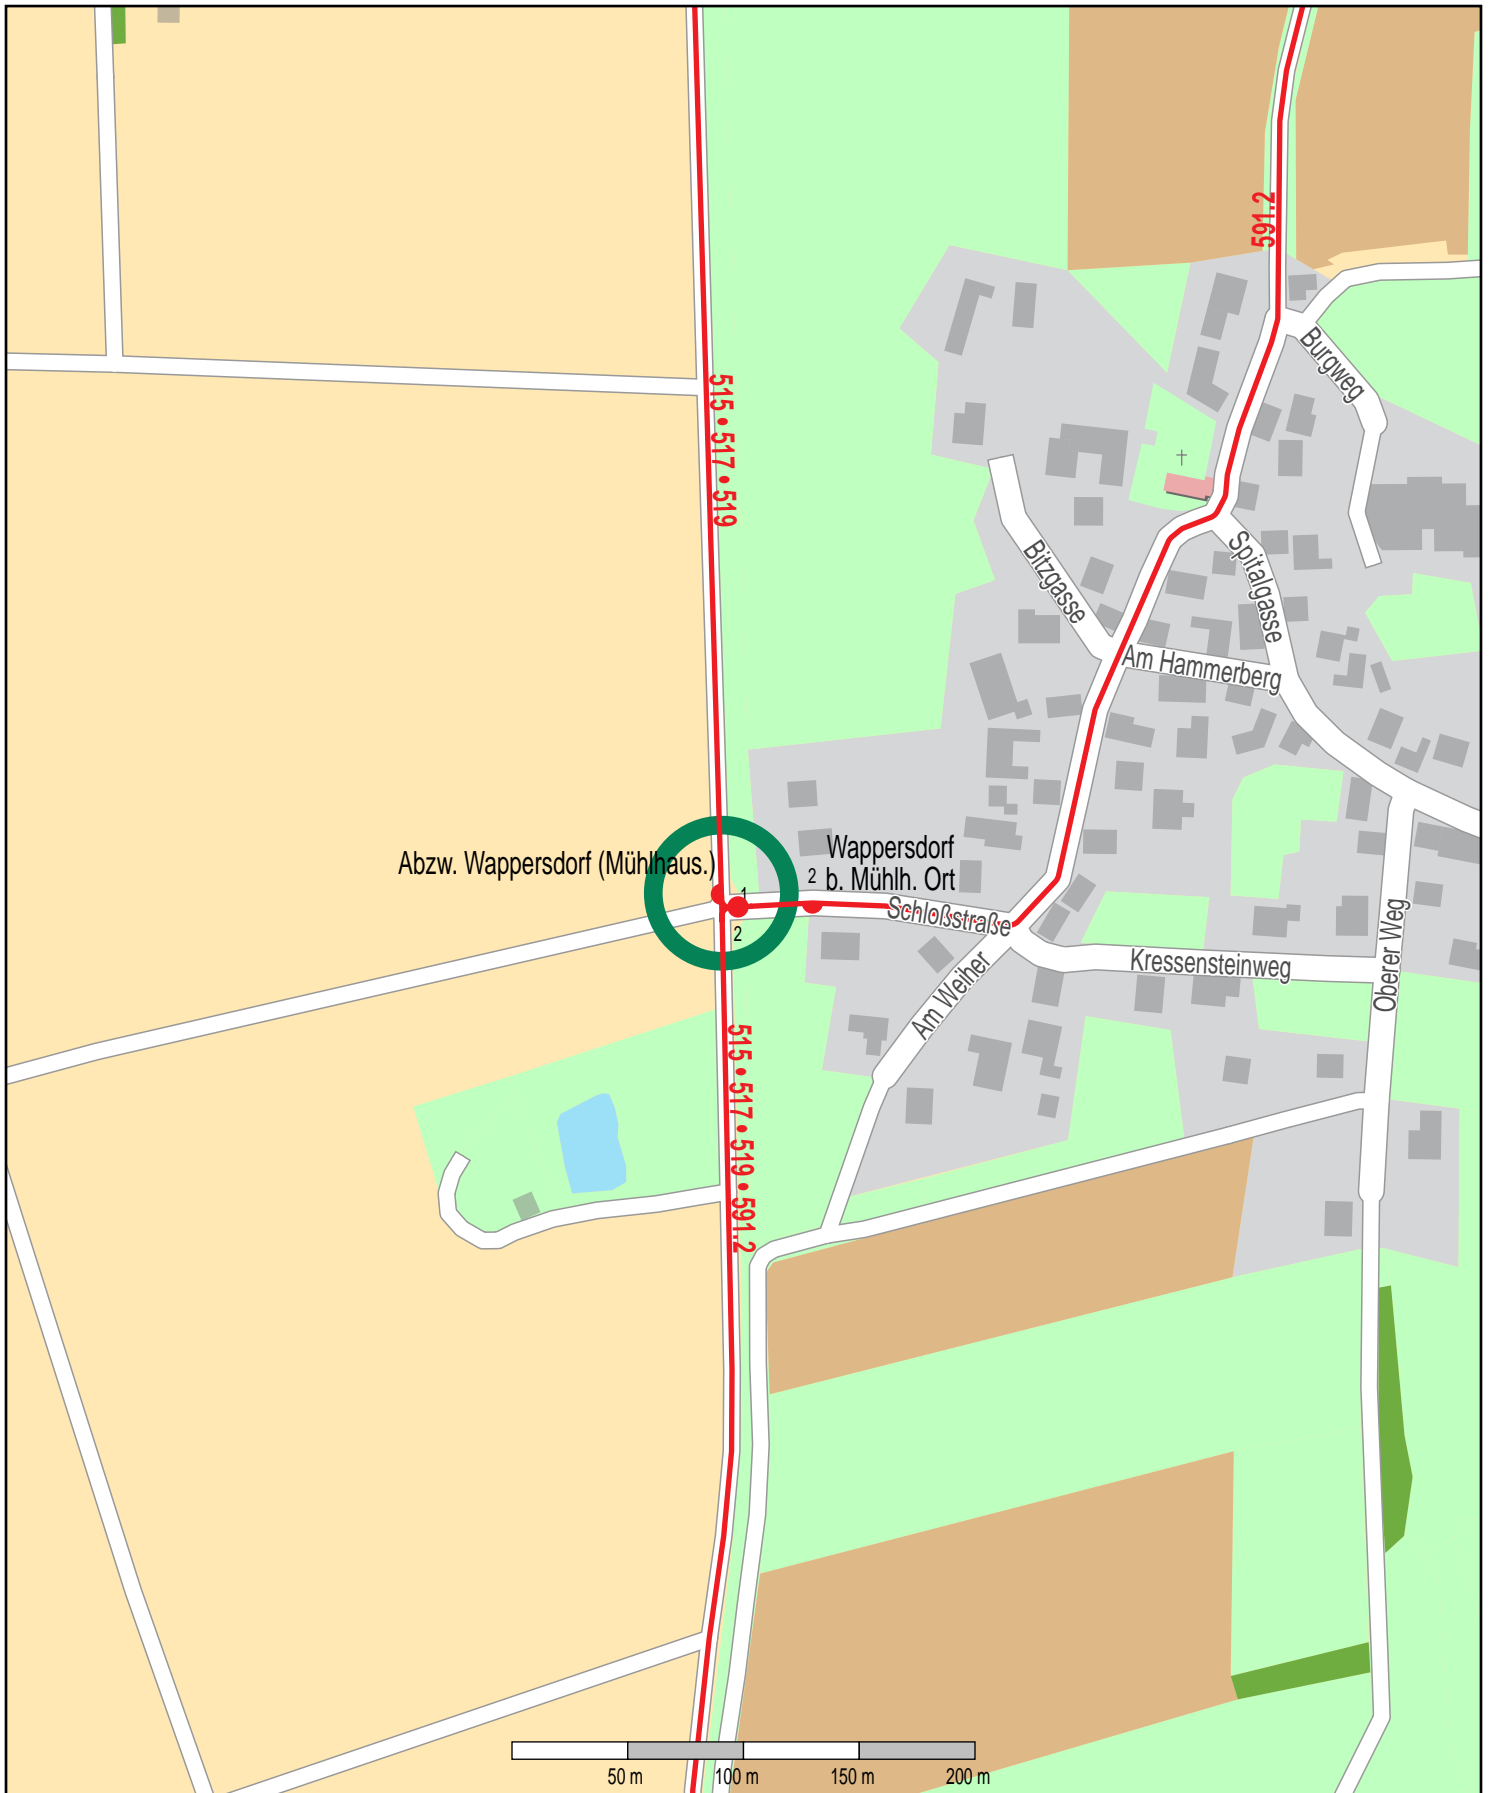 591.2
Burgweg
515 • 517 • 519
Spitalgasse
Bitzgasse
Am Hammerberg
Wappersdorf
b. Mühlh. Ort
Abzw. Wappersdorf (Mühlhaus.)
1
2
2
Schloßstraße
Kressensteinweg
Oberer Weg
Am Weiher
515 • 517 • 519 • 591.2
50 m
100 m
150 m
200 m